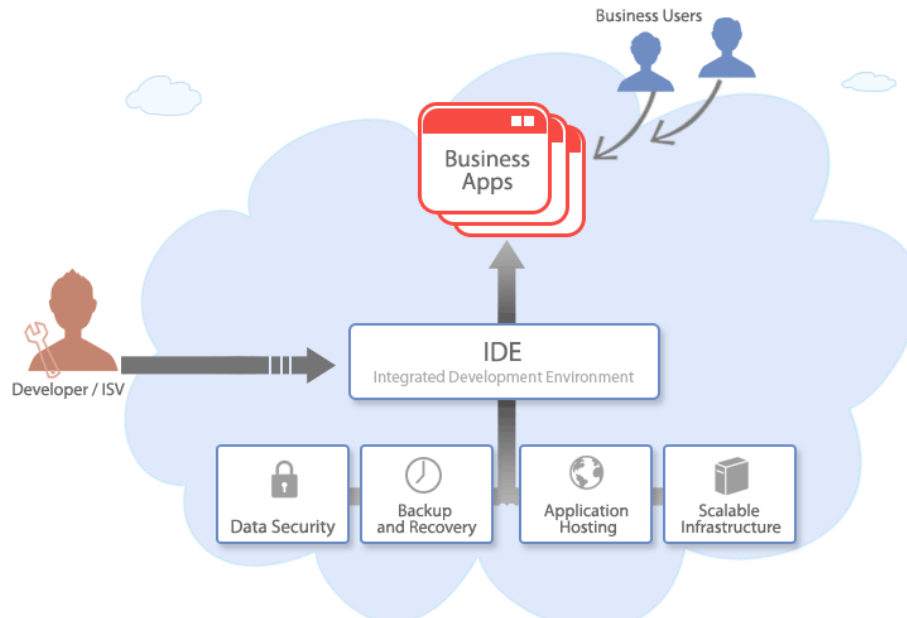 Business Users
Business
Apps
IDE
Integrated Development Environment
Developer / ISV
Data Security
Backup
and Recovery
Application
Hosting
Scalable
Infrastructure